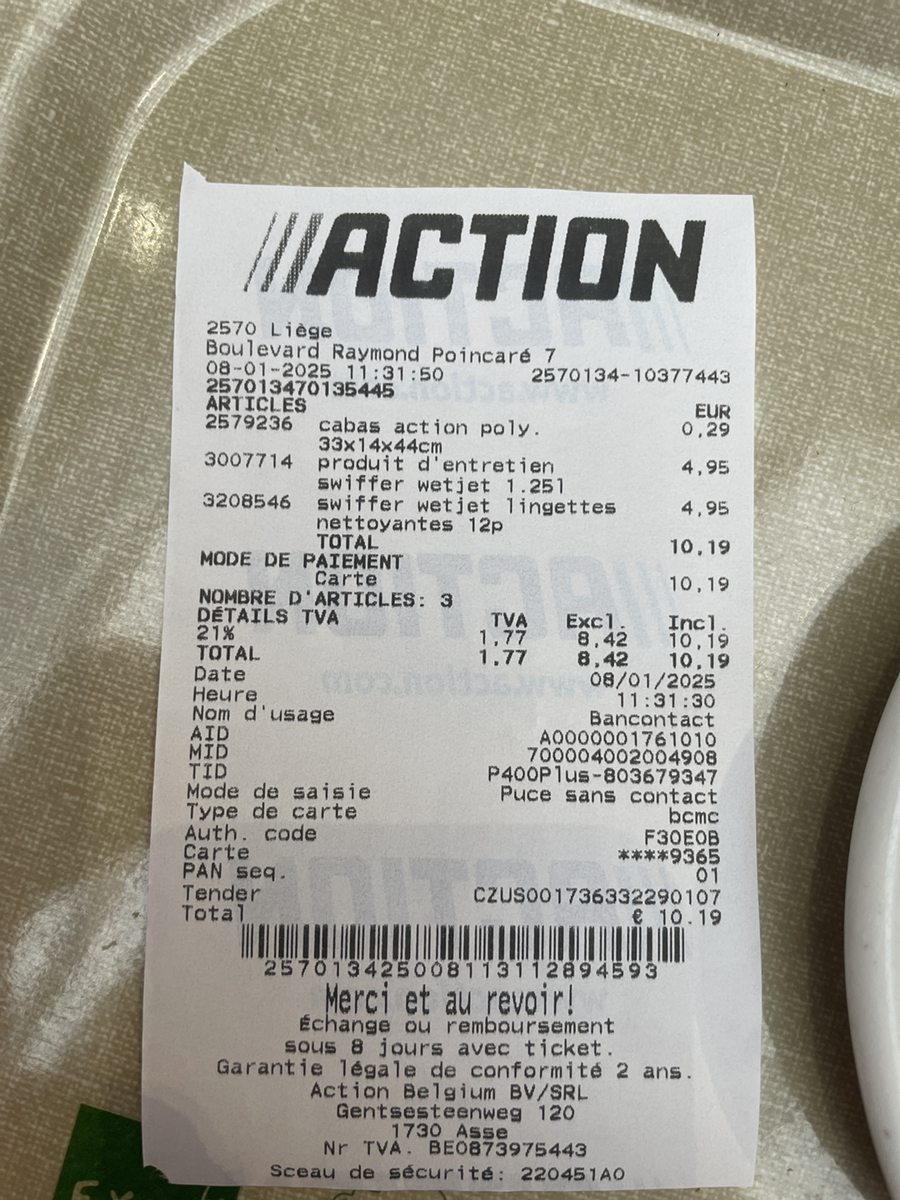 ACTION
2570 Liège
Boulevard Raymond Poincaré 7
08-01-2025 11:31:50 2570134-10377443
257013470135445
ARTICLES EUR
2579236 cabas action poly. 0,29
33x14x44cm
3007714 produit d'entretien 4,95
swiffer wetjet 1.25l
3208546 swiffer wetjet lingettes 4,95
nettoyantes 12p
TOTAL 10,19
MODE DE PAIEMENT
Carte 10,19
NOMBRE D'ARTICLES: 3
DÉTAILS TVA TVA Excl. Incl.
21% 1,77 8,42 10,19
TOTAL 1,77 8,42 10,19
Date 08/01/2025
Heure 11:31:30
Nom d'usage Bancontact
AID A0000001761010
MID 700004002004908
TID P400Plus-803679347
Mode de saisie Puce sans contact
Type de carte bcmc
Auth. code F30E0B
Carte ****9365
PAN seq. 01
Tender CZUS001736332290107
Total € 10.19
257013425008113112894593
Merci et au revoir!
Échange ou remboursement
sous 8 jours avec ticket.
Garantie légale de conformité 2 ans.
Action Belgium BV/SRL
Gentsesteenweg 120
1730 Asse
Nr TVA. BE0873975443
Sceau de sécurité: 220451A0